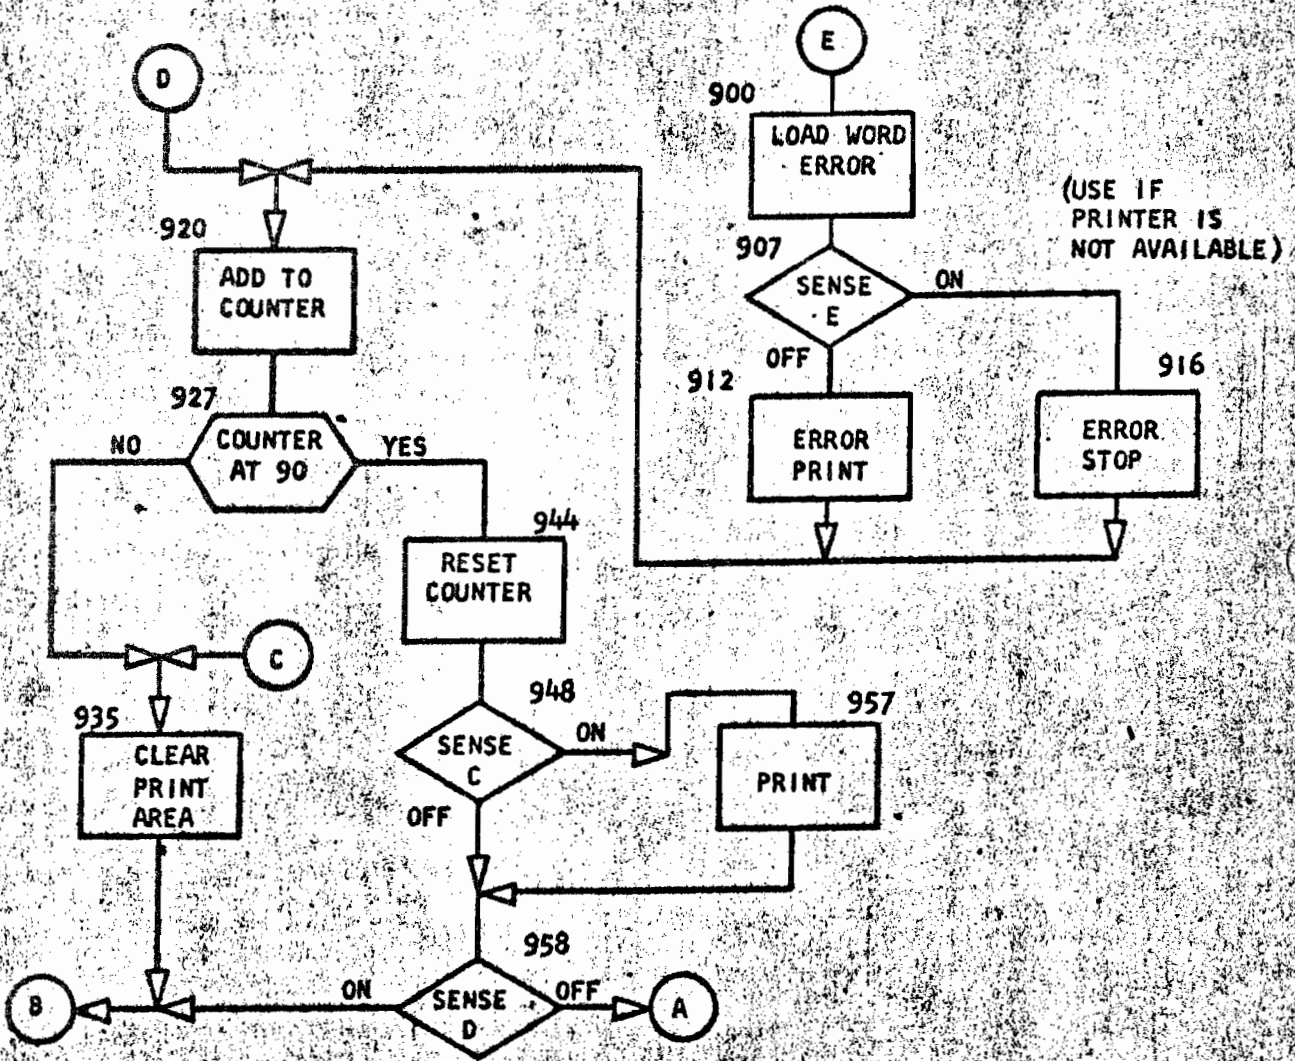 D
E
900
LOAD WORD
ERROR
(USE IF
PRINTER IS
NOT AVAILABLE)
920
907
ADD TO
COUNTER
SENSE
E
ON
OFF
912
916
927
COUNTER
AT 90
NO
YES
ERROR
PRINT
ERROR
STOP
944
RESET
COUNTER
C
948
935
SENSE
C
ON
957
CLEAR
PRINT
AREA
PRINT
OFF
958
B
ON
SENSE
D
OFF
A